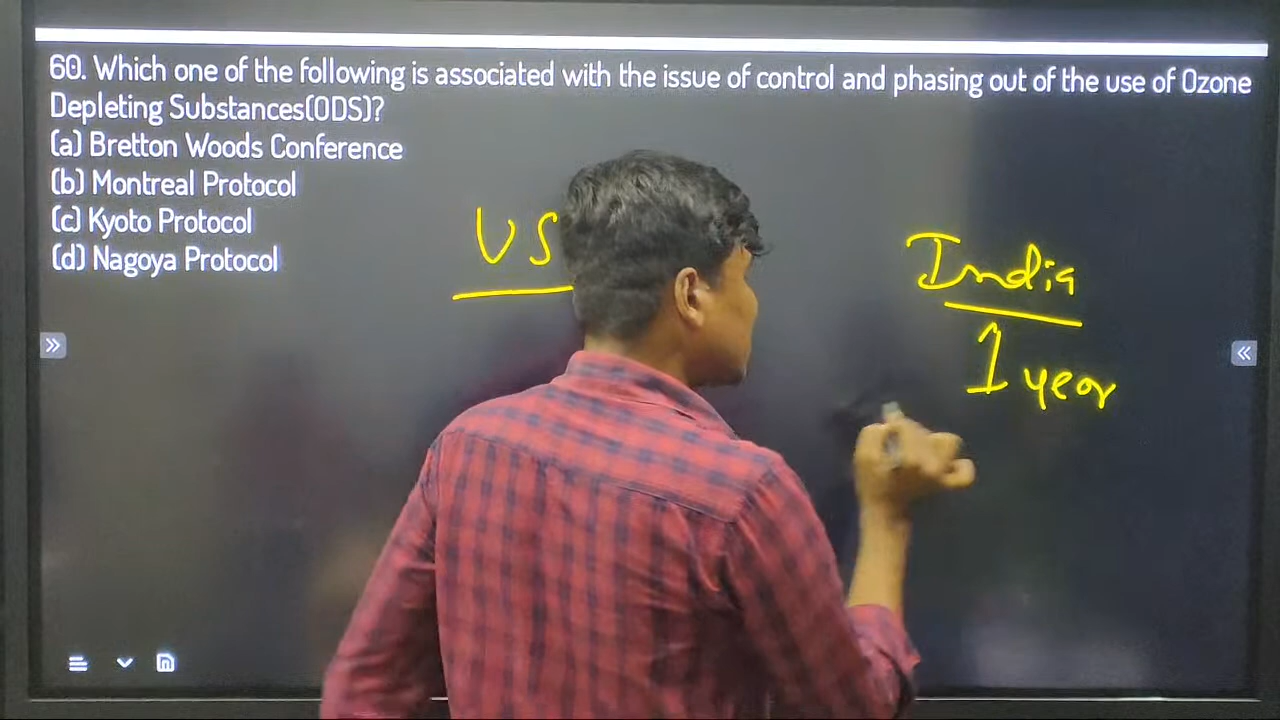 60. Which one of the following is associated with the issue of control and phasing out of the use of Ozone
Depleting Substances(ODS)?
(a) Bretton Woods Conference
(b) Montreal Protocol
(c) Kyoto Protocol
(d) Nagoya Protocol
US
India
1 year